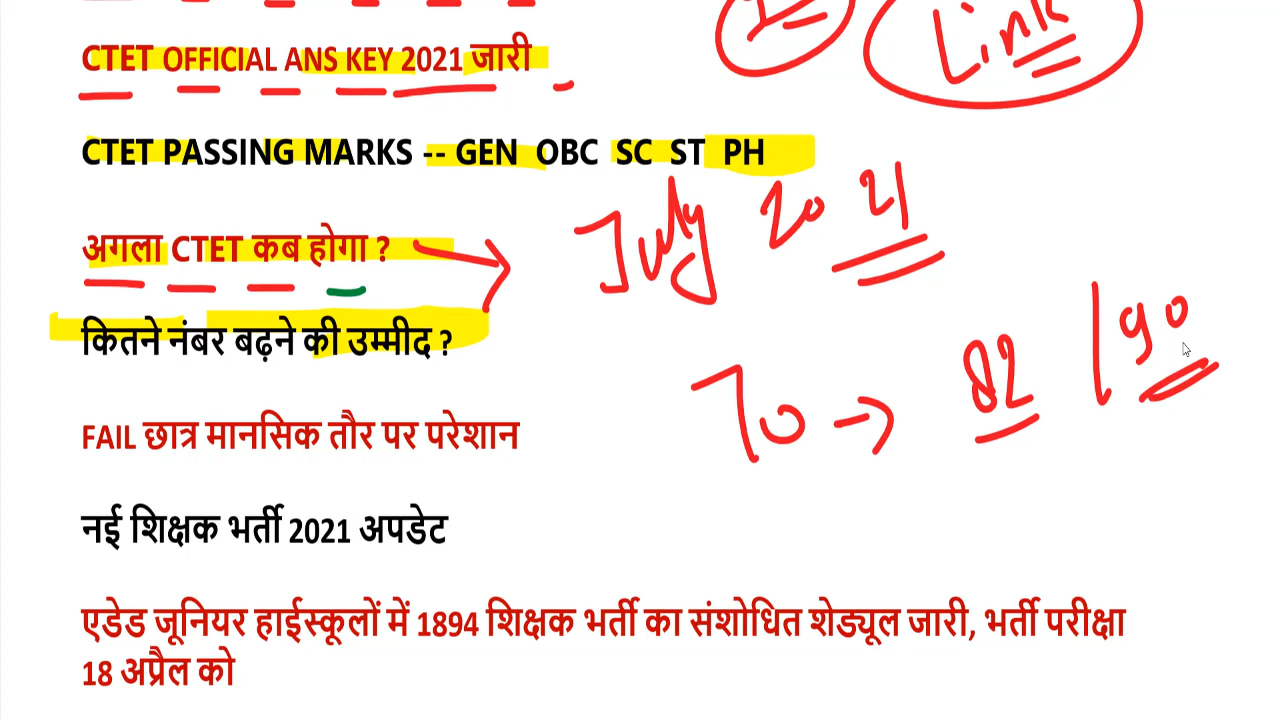 Link
CTET OFFICIAL ANS KEY 2021 जारी
CTET PASSING MARKS -- GEN OBC SC ST PH
July 2021
अगला CTET कब होगा ?
कितने नंबर बढ़ने की उम्मीद ?
70 → 82 | 90
FAIL छात्र मानसिक तौर पर परेशान
नई शिक्षक भर्ती 2021 अपडेट
एडेड जूनियर हाईस्कूलों में 1894 शिक्षक भर्ती का संशोधित शेड्यूल जारी, भर्ती परीक्षा
18 अप्रैल को